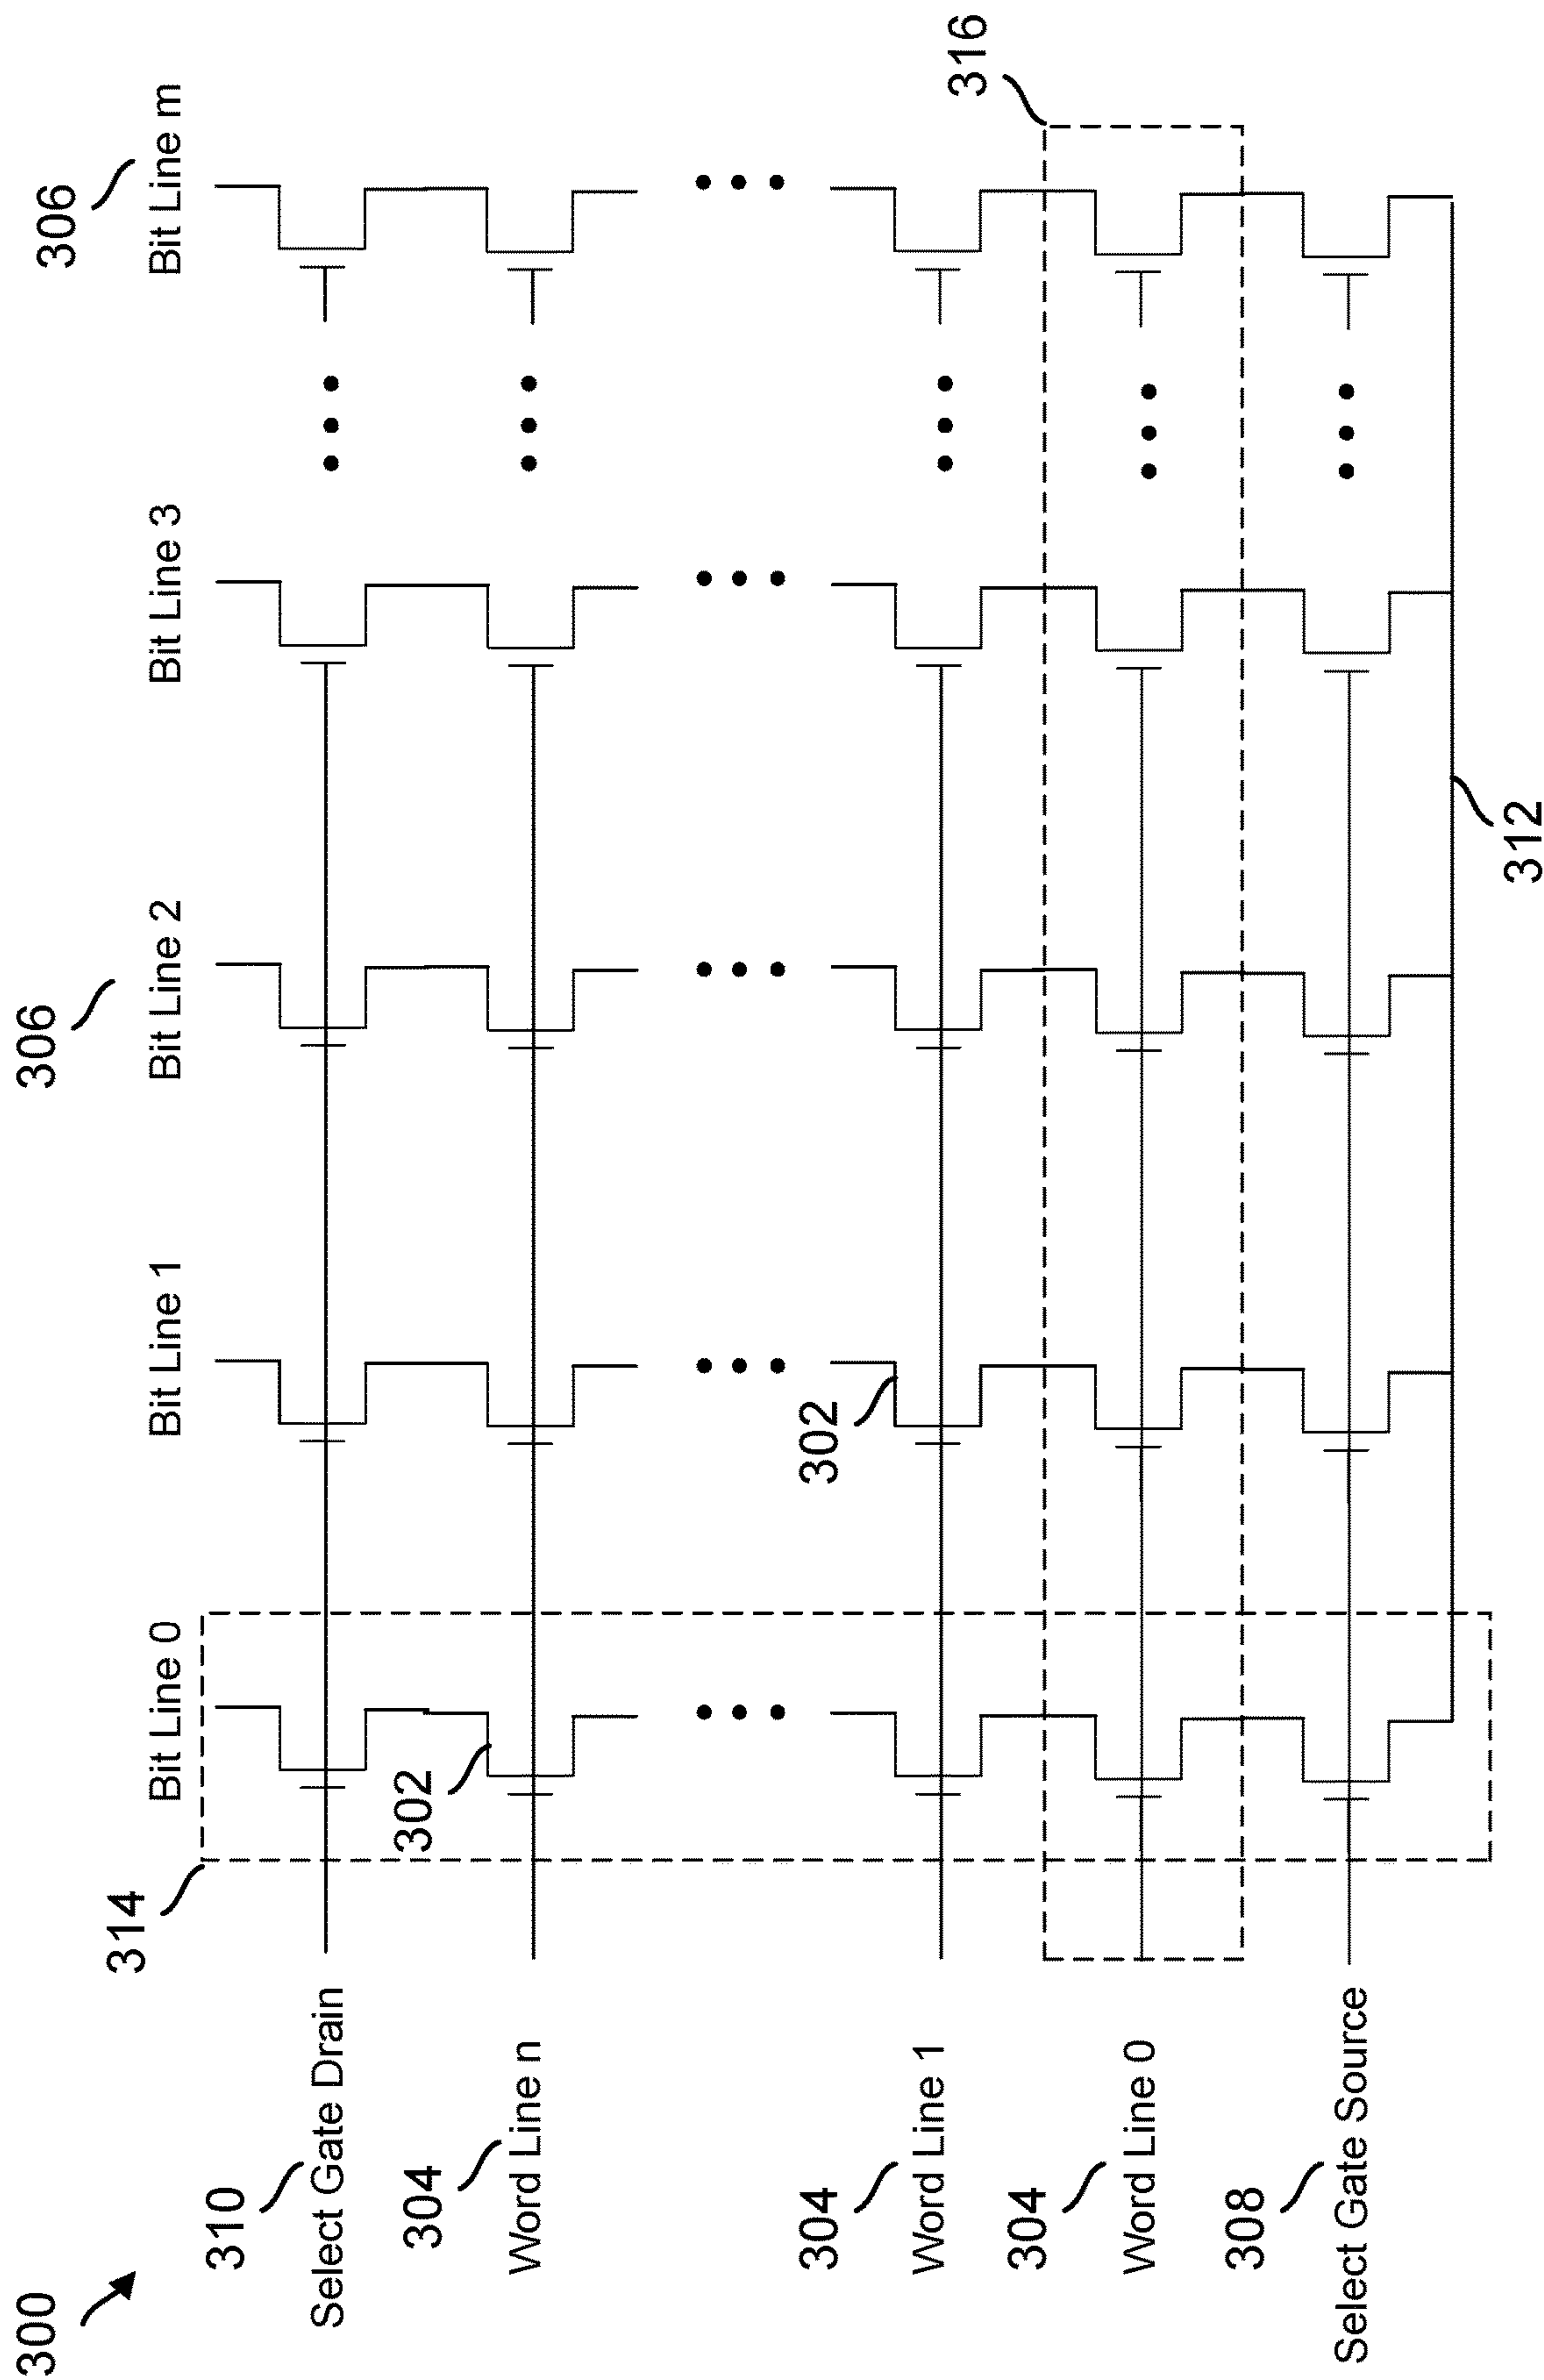 300
306
306
Bit Line 0
Bit Line 1
Bit Line 2
Bit Line 3
Bit Line m
314
310
Select Gate Drain
304
Word Line n
302
302
304
Word Line 1
316
304
Word Line 0
308
Select Gate Source
312